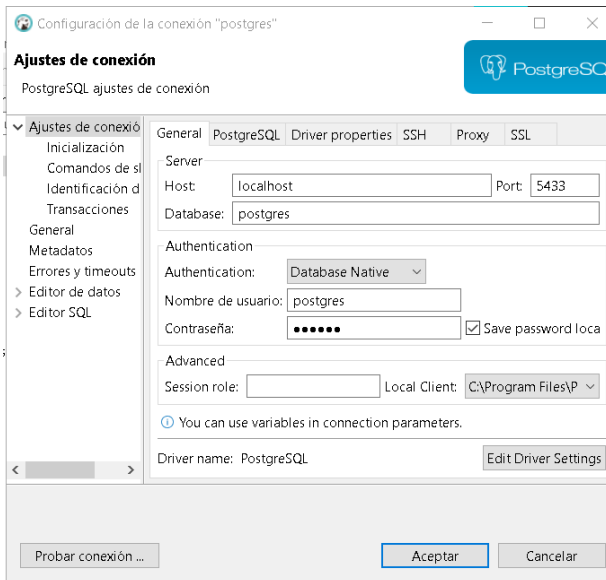 Configuración de la conexión "postgres"
Ajustes de conexión
PostgreSQL ajustes de conexión
PostgreSQ
Ajustes de conexió
Inicialización
Comandos de sl
Identificación d
Transacciones
General
Metadatos
Errores y timeouts
Editor de datos
Editor SQL
General PostgreSQL Driver properties SSH Proxy SSL
Server
Host: localhost Port: 5433
Database: postgres
Authentication
Authentication: Database Native
Nombre de usuario: postgres
Contraseña: •••••• Save password loca
Advanced
Session role: Local Client: C:\Program Files\P
You can use variables in connection parameters.
Driver name: PostgreSQL Edit Driver Settings
Probar conexión ... Aceptar Cancelar